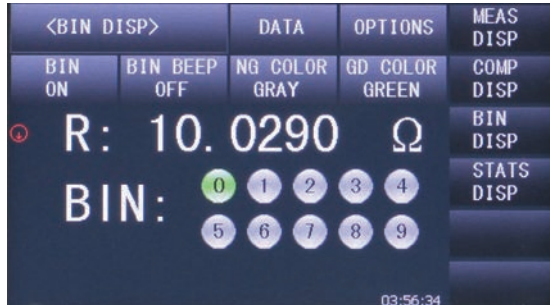 <BIN DISP>
DATA
OPTIONS
MEAS DISP
BIN ON
BIN BEEP OFF
NG COLOR GRAY
GD COLOR GREEN
COMP DISP
R: 10.0290 Ω
BIN DISP
BIN:
0 1 2 3 4
5 6 7 8 9
STATS DISP
03:56:34